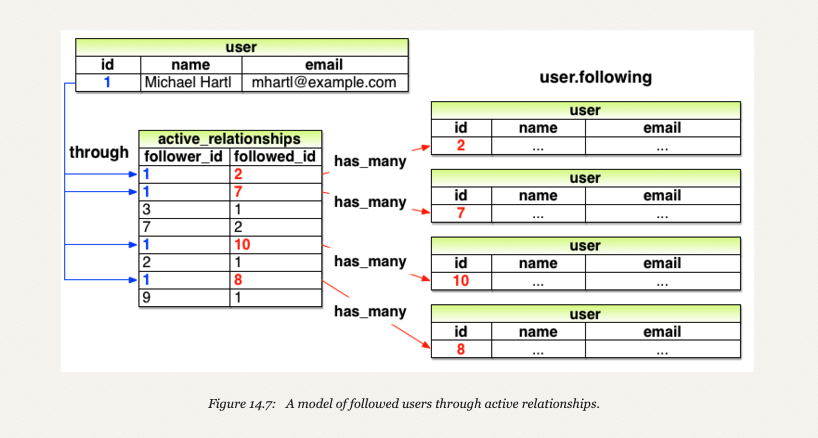 user
id name email
1 Michael Hartl mhartl@example.com
through
active_relationships
follower_id followed_id
1 2
1 7
3 1
7 2
1 10
2 1
1 8
9 1
has_many
has_many
has_many
has_many
user.following
user
id name email
2 ... ...
user
id name email
7 ... ...
user
id name email
10 ... ...
user
id name email
8 ... ...
Figure 14.7: A model of followed users through active relationships.